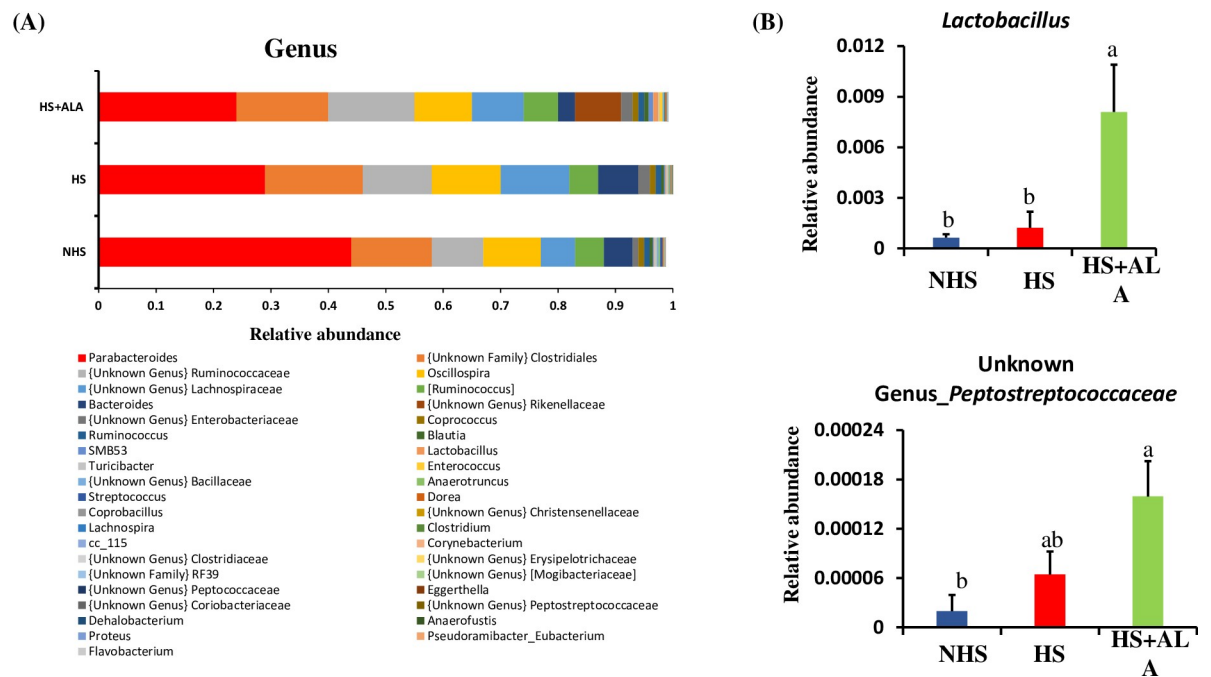 (A)
Genus
HS+ALA
HS
NHS
0 0.1 0.2 0.3 0.4 0.5 0.6 0.7 0.8 0.9 1
Relative abundance
Parabacteroides {Unknown Family} Clostridiales
{Unknown Genus} Ruminococcaceae Oscillospira
{Unknown Genus} Lachnospiraceae [Ruminococcus]
Bacteroides {Unknown Genus} Rikenellaceae
{Unknown Genus} Enterobacteriaceae Coprococcus
Ruminococcus Blautia
SMB53 Lactobacillus
Turicibacter Enterococcus
{Unknown Genus} Bacillaceae Anaerotruncus
Streptococcus Dorea
Coprobacillus {Unknown Genus} Christensenellaceae
Lachnospira Clostridium
cc_115 Corynebacterium
{Unknown Genus} Clostridiaceae {Unknown Genus} Erysipelotrichaceae
{Unknown Family} RF39 {Unknown Genus} [Mogibacteriaceae]
{Unknown Genus} Peptococcaceae Eggerthella
{Unknown Genus} Coriobacteriaceae {Unknown Genus} Peptostreptococcaceae
Dehalobacterium Anaerofustis
Proteus Pseudoramibacter_Eubacterium
Flavobacterium
(B)
Lactobacillus
Relative abundance
0.012
0.009
0.006
0.003
0
b
b
a
NHS HS HS+AL
A
Unknown
Genus_Peptostreptococcaceae
Relative abundance
0.00024
0.00018
0.00012
0.00006
0
b
ab
a
NHS HS HS+AL
A